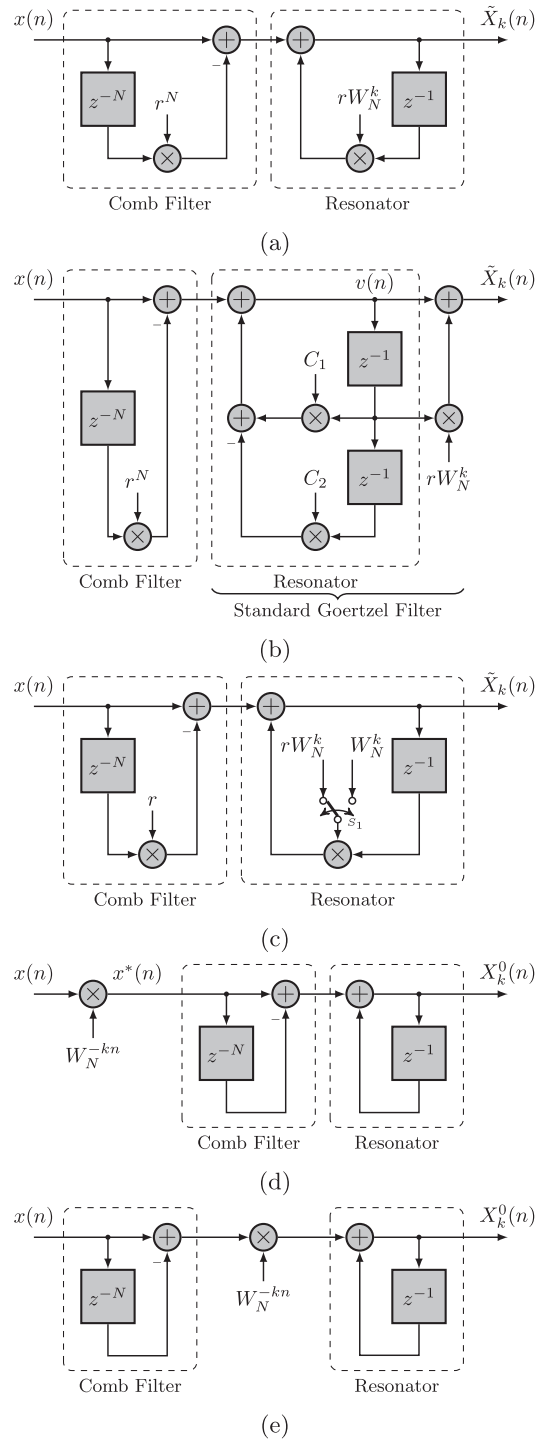 x(n) X̃_k(n)
+ +
−
z^{−N} r^N rW_N^k z^{−1}
× ×
Comb Filter Resonator
(a)
x(n) v(n) X̃_k(n)
+ + +
−
z^{−1}
C_1
z^{−N} + × ×
−
r^N C_2 z^{−1} rW_N^k
× ×
Comb Filter Resonator
Standard Goertzel Filter
(b)
x(n) X̃_k(n)
+ +
−
rW_N^k W_N^k
z^{−N} z^{−1}
r s_1
× ×
Comb Filter Resonator
(c)
x(n) x*(n) X_k^0(n)
× + +
−
W_N^{−kn} z^{−N} z^{−1}
Comb Filter Resonator
(d)
x(n) X_k^0(n)
+ × +
−
z^{−N} W_N^{−kn} z^{−1}
Comb Filter Resonator
(e)